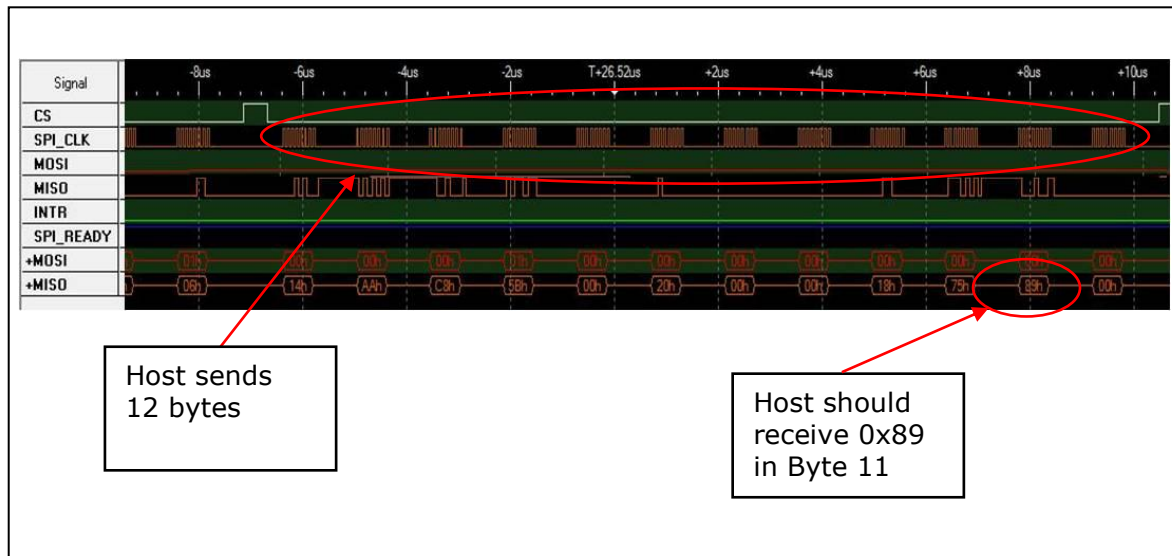 Signal -8us -6us -4us -2us T+26.52us +2us +4us +6us +8us +10us
CS
SPI_CLK
MOSI
MISO
INTR
SPI_READY
+MOSI 00h 00h 00h 00h 00h 00h 00h 00h 00h
+MISO 06h 14h AAh C8h 5Bh 00h 20h 00h 00h 18h 75h 89h 00h
Host sends
12 bytes
Host should
receive 0x89
in Byte 11